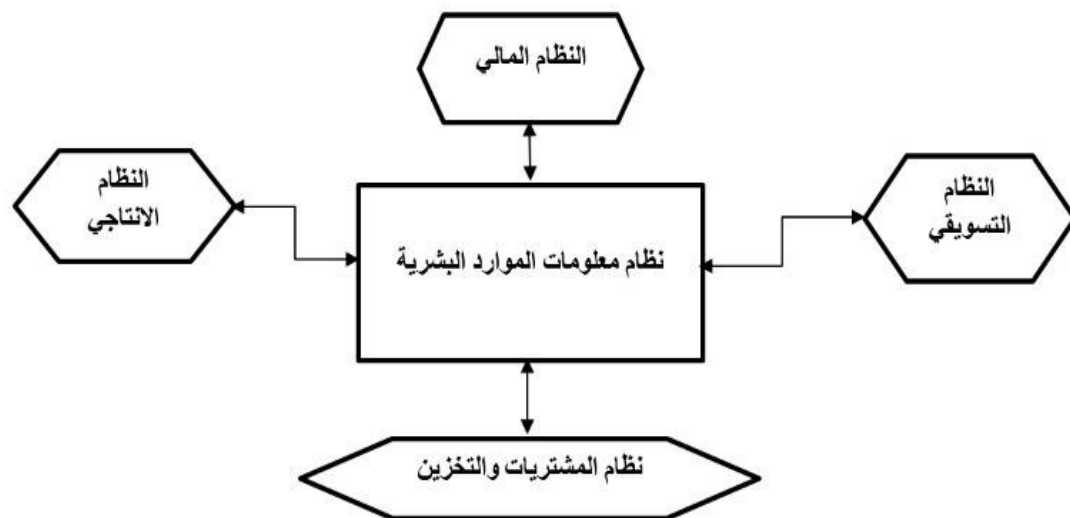 النظام المالي
النظام
التسويقي
النظام
الانتاجي
نظام معلومات الموارد البشرية
نظام المشتريات والتخزين